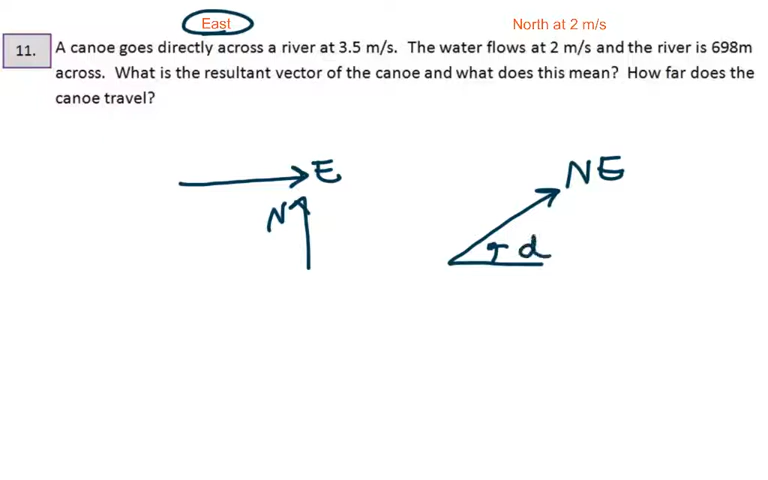 East
North at 2 m/s
11.
A canoe goes directly across a river at 3.5 m/s. The water flows at 2 m/s and the river is 698m
across. What is the resultant vector of the canoe and what does this mean? How far does the
canoe travel?
E
N
NE
d